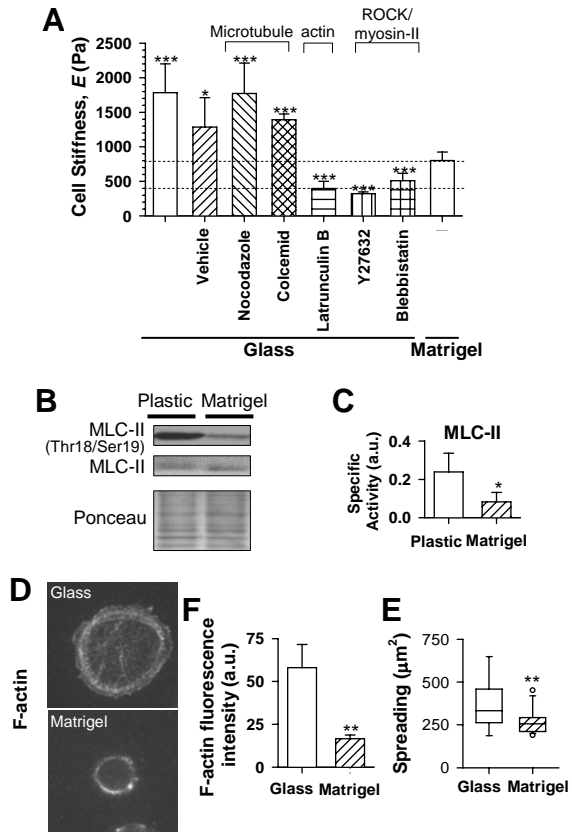 A
Microtubule
actin
ROCK/
myosin-II
Cell Stiffness, E (Pa)
2500
2000
1500
1000
500
0
***
*
***
***
***
***
***
Vehicle
Nocodazole
Colcemid
Latrunculin B
Y27632
Blebbistatin
—
Glass
Matrigel
B
Plastic Matrigel
MLC-II
(Thr18/Ser19)
MLC-II
Ponceau
C
MLC-II
Specific
Activity (a.u.)
0.4
0.2
0.0
*
Plastic Matrigel
D
F-actin
Glass
Matrigel
F
F-actin fluorescence
intensity (a.u.)
75
50
25
0
**
Glass Matrigel
E
Spreading (μm²)
750
500
250
0
**
Glass Matrigel